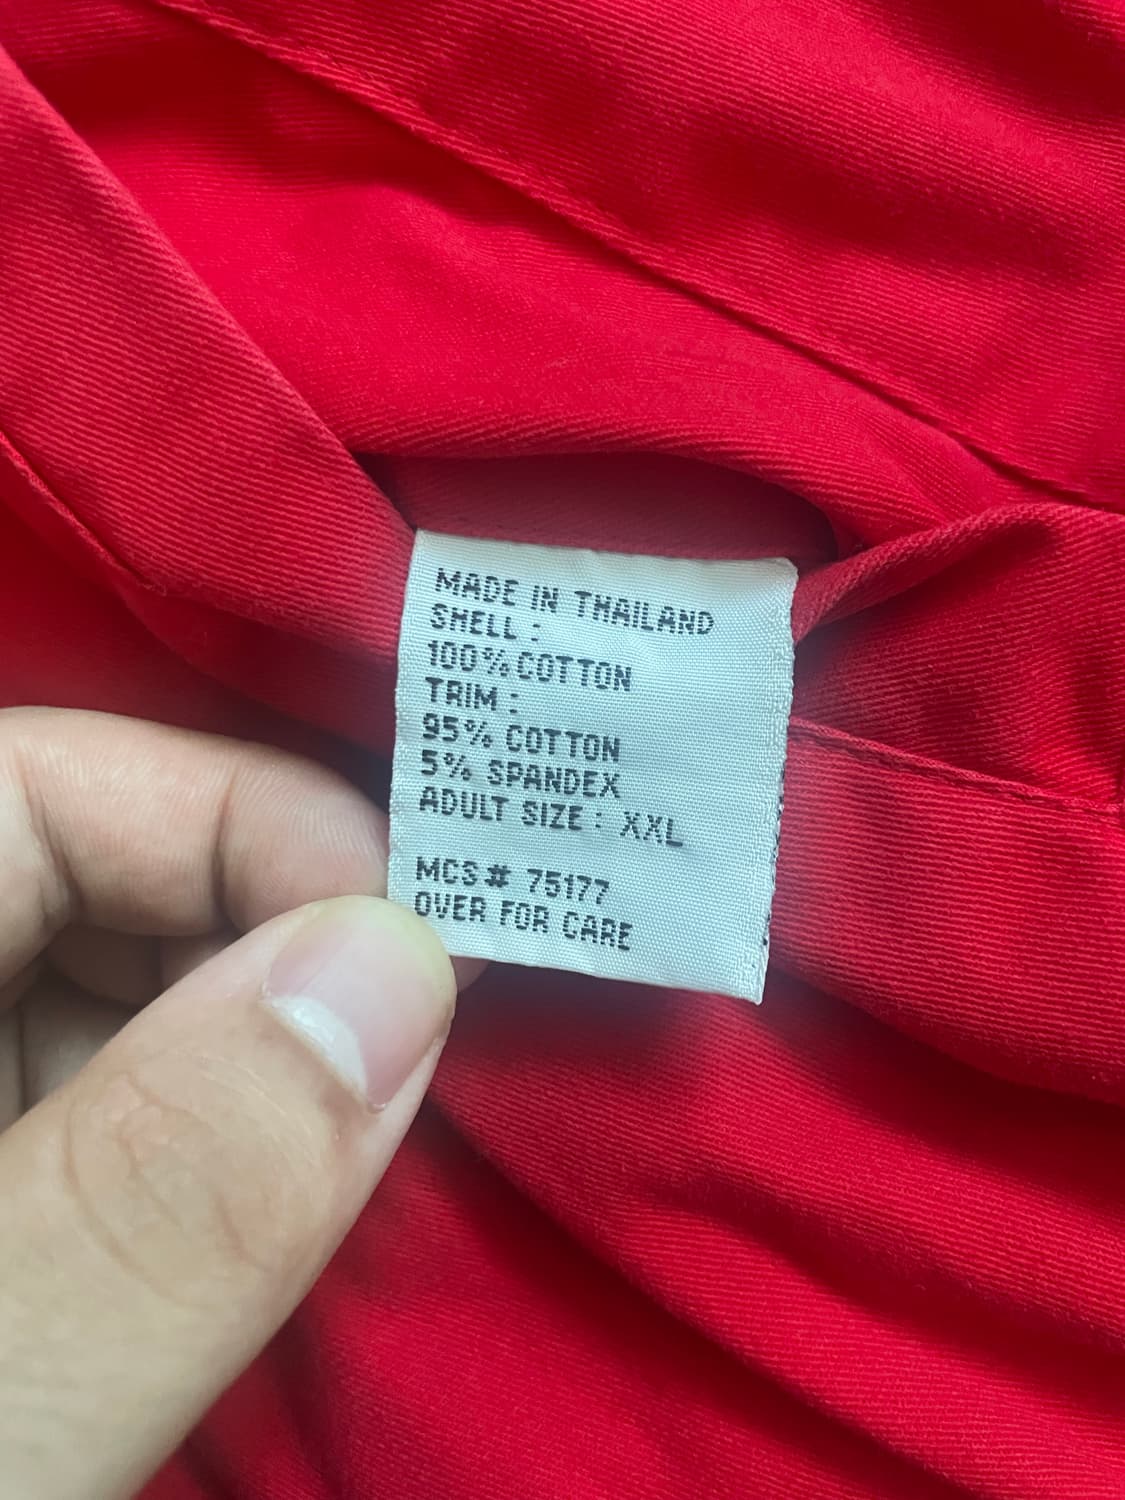 MADE IN THAILAND
SHELL :
100% COTTON
TRIM :
95% COTTON
5% SPANDEX
ADULT SIZE : XXL
MCS# 75177
OVER FOR CARE